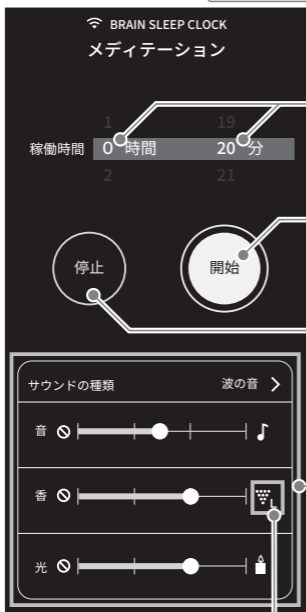 BRAIN SLEEP CLOCK
メディテーション
1 19
稼働時間 0 時間 20 分
2 21
停止 開始
サウンドの種類 波の音
音
香 L
光